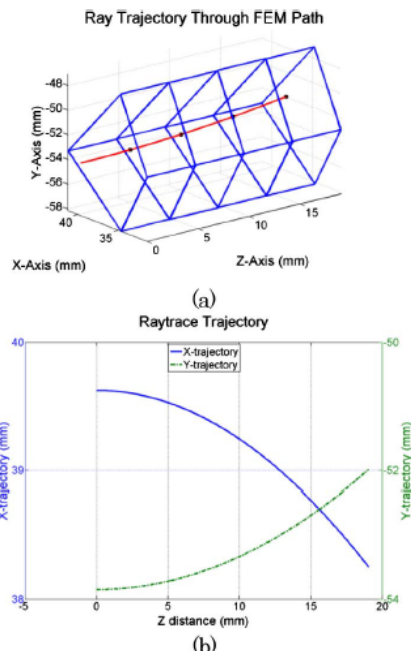 Ray Trajectory Through FEM Path
-48
-50
-52
-54
-56
-58
Y-Axis (mm)
40
35
X-Axis (mm)
0
5
10
15
Z-Axis (mm)
(a)
Raytrace Trajectory
40
39
38
X-trajectory (mm)
X-trajectory
Y-trajectory
-50
-52
-54
Y-trajectory (mm)
-5
0
5
10
15
20
Z distance (mm)
(b)